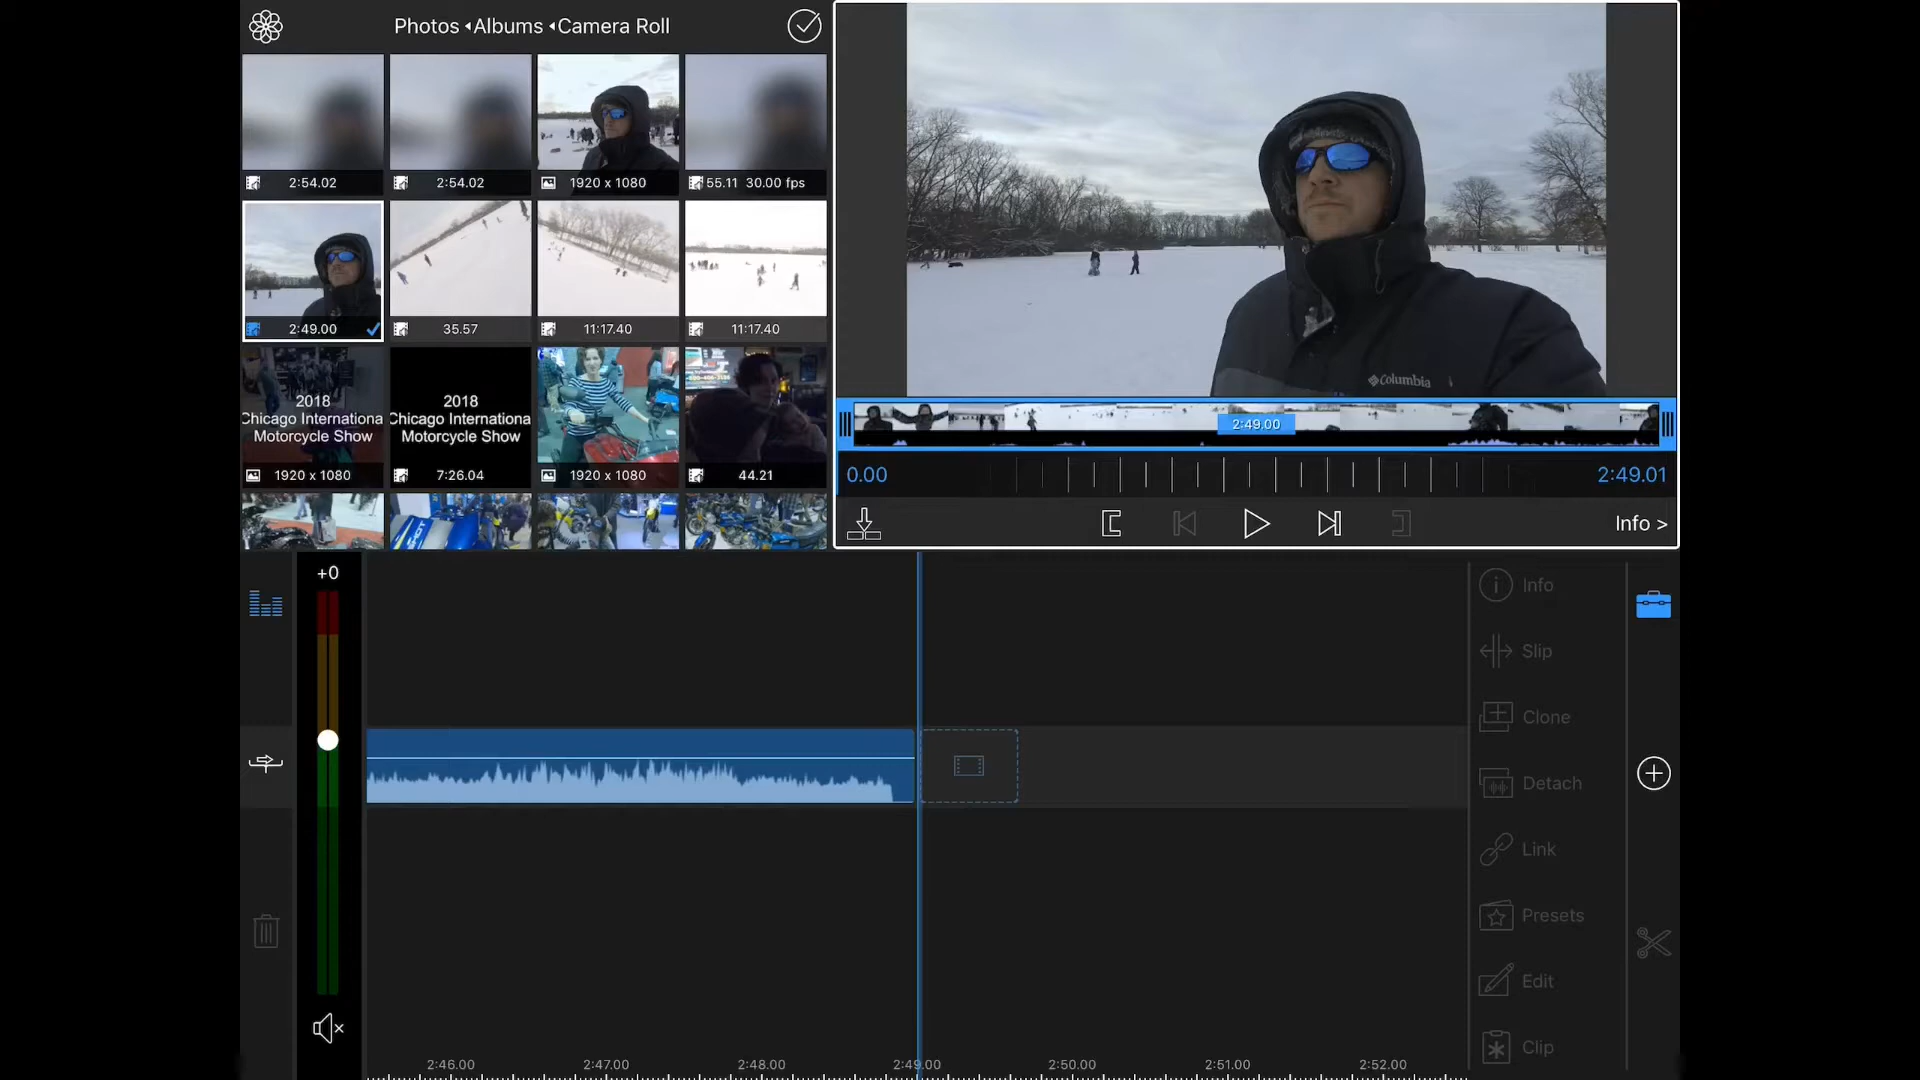 Photos ◂Albums ◂Camera Roll
2:54.02
2:54.02
1920 x 1080
55.11 30.00 fps
2:49.00
35.57
11:17.40
11:17.40
2018
Chicago Internationa
Motorcycle Show
2018
Chicago Internationa
Motorcycle Show
1920 x 1080
7:26.04
1920 x 1080
44.21
Columbia
2:49.00
0.00
2:49.01
Info >
+0
Info
Slip
Clone
Detach
Link
Presets
Edit
Clip
2:46.00
2:47.00
2:48.00
2:49.00
2:50.00
2:51.00
2:52.00